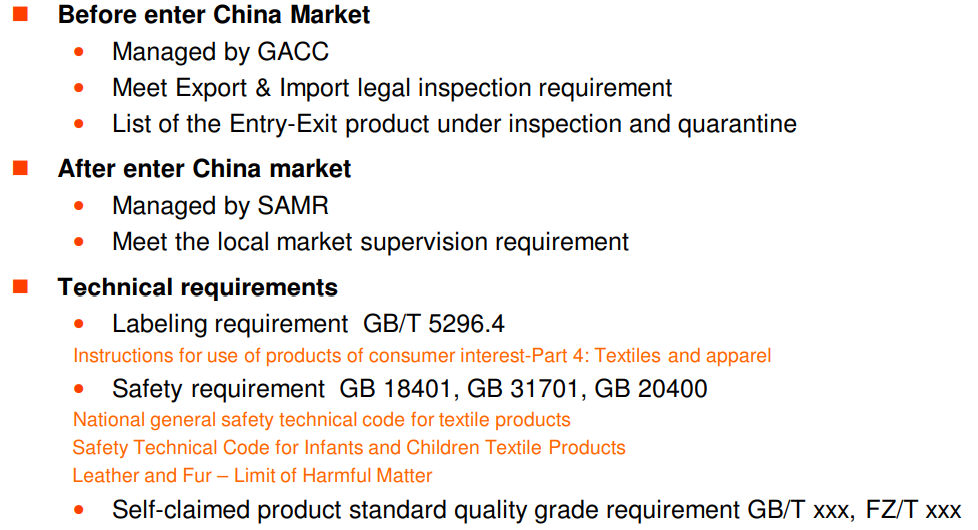 Before enter China Market
Managed by GACC
Meet Export & Import legal inspection requirement
List of the Entry-Exit product under inspection and quarantine
After enter China market
Managed by SAMR
Meet the local market supervision requirement
Technical requirements
Labeling requirement GB/T 5296.4
Instructions for use of products of consumer interest-Part 4: Textiles and apparel
Safety requirement GB 18401, GB 31701, GB 20400
National general safety technical code for textile products
Safety Technical Code for Infants and Children Textile Products
Leather and Fur – Limit of Harmful Matter
Self-claimed product standard quality grade requirement GB/T xxx, FZ/T xxx